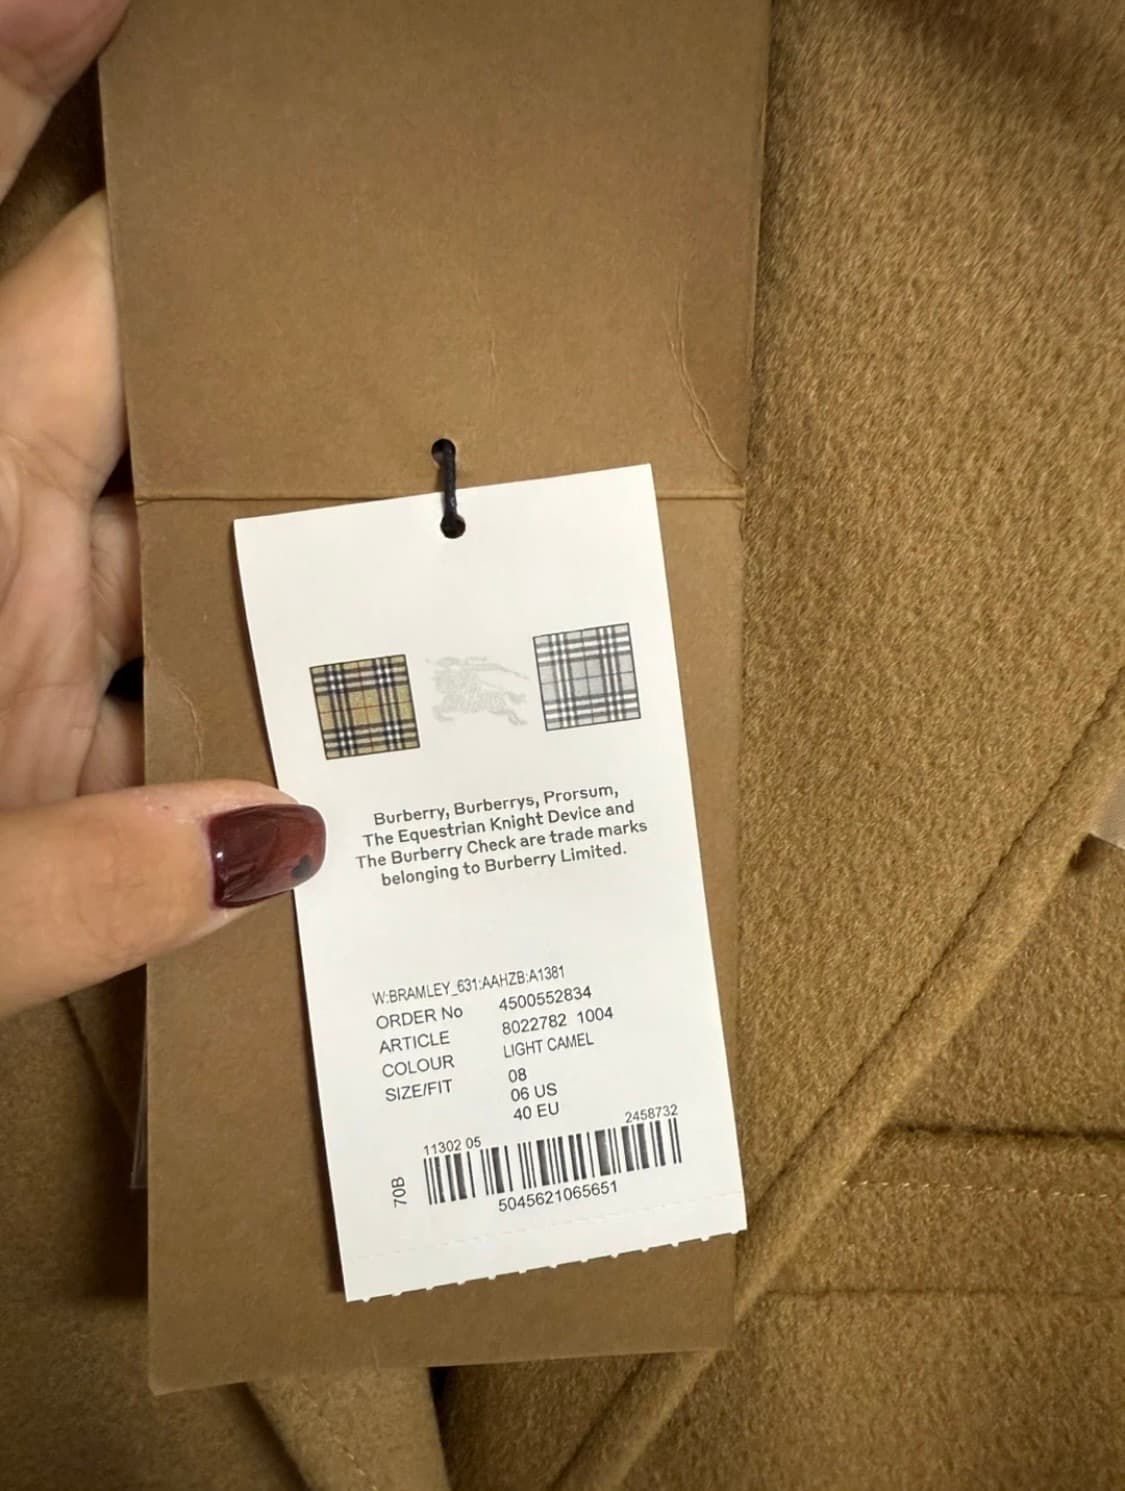 Burberry, Burberrys, Prorsum,
The Equestrian Knight Device and
The Burberry Check are trade marks
belonging to Burberry Limited.
W:BRAMLEY_631:AAHZB:A1381
ORDER No 4500552834
ARTICLE 8022782 1004
COLOUR LIGHT CAMEL
SIZE/FIT 08
06 US
40 EU
11302 05 2458732
70B
5045621065651